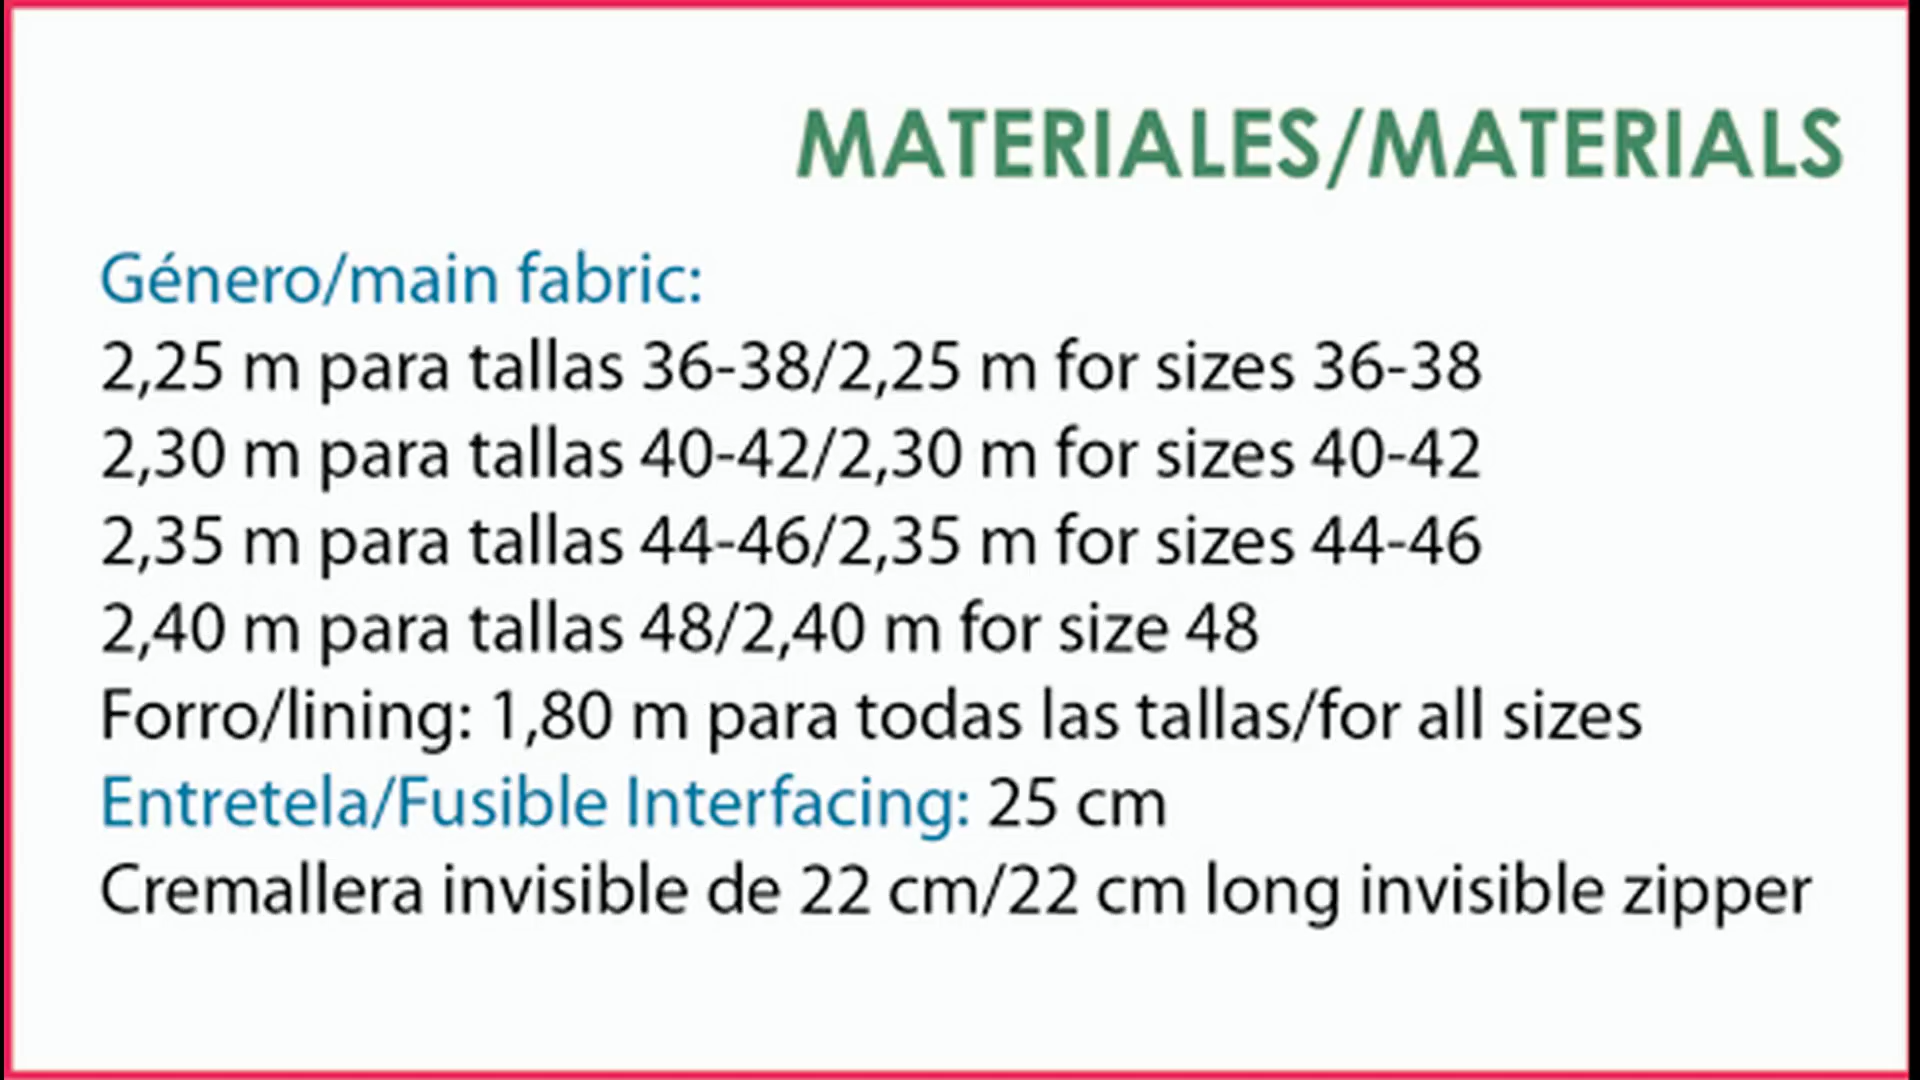 MATERIALES/MATERIALS
Género/main fabric:
2,25 m para tallas 36-38/2,25 m for sizes 36-38
2,30 m para tallas 40-42/2,30 m for sizes 40-42
2,35 m para tallas 44-46/2,35 m for sizes 44-46
2,40 m para tallas 48/2,40 m for size 48
Forro/lining: 1,80 m para todas las tallas/for all sizes
Entretela/Fusible Interfacing: 25 cm
Cremallera invisible de 22 cm/22 cm long invisible zipper